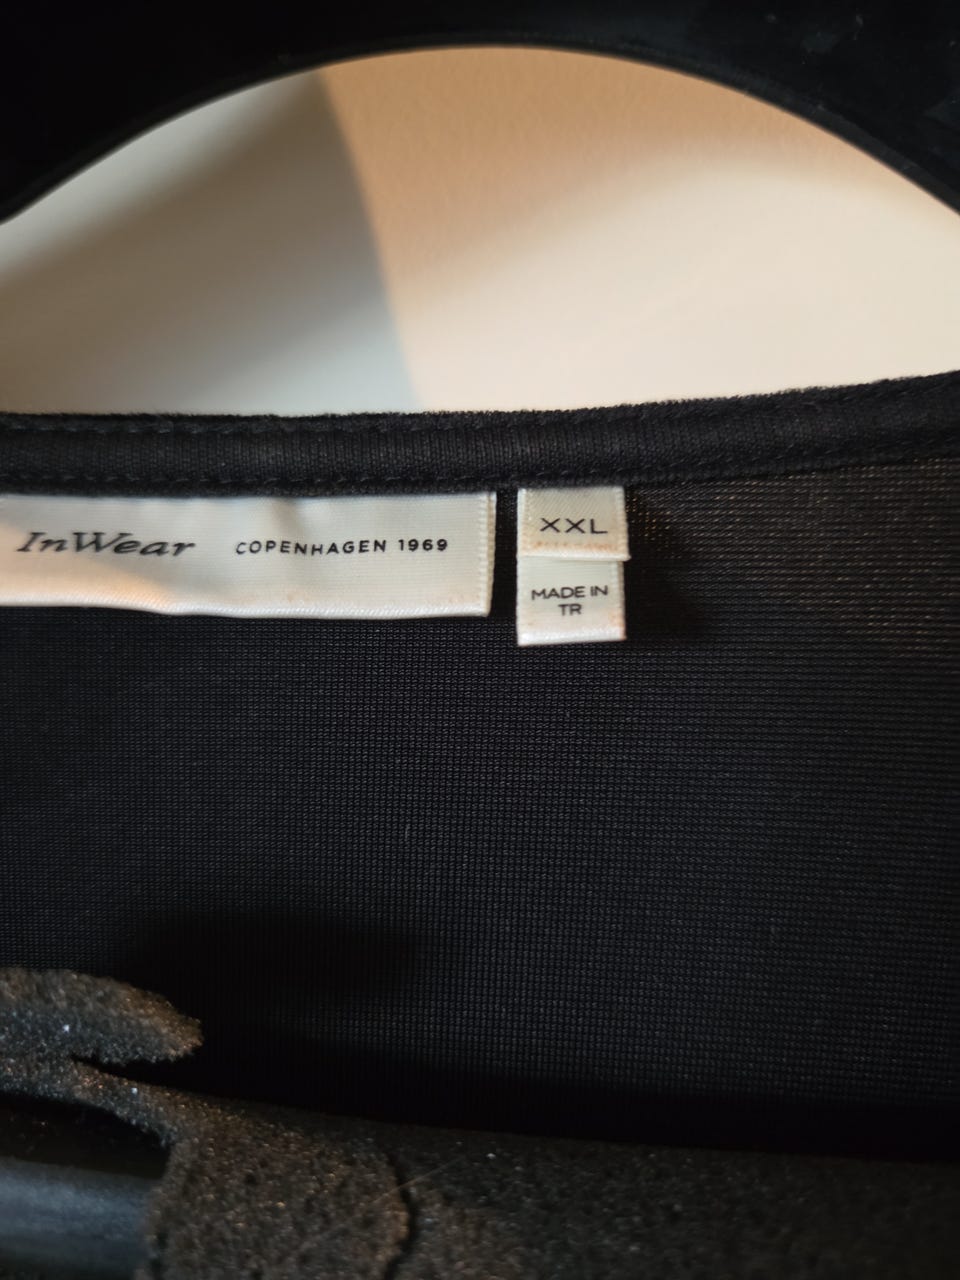 InWear COPENHAGEN 1969
XXL
MADE IN
TR